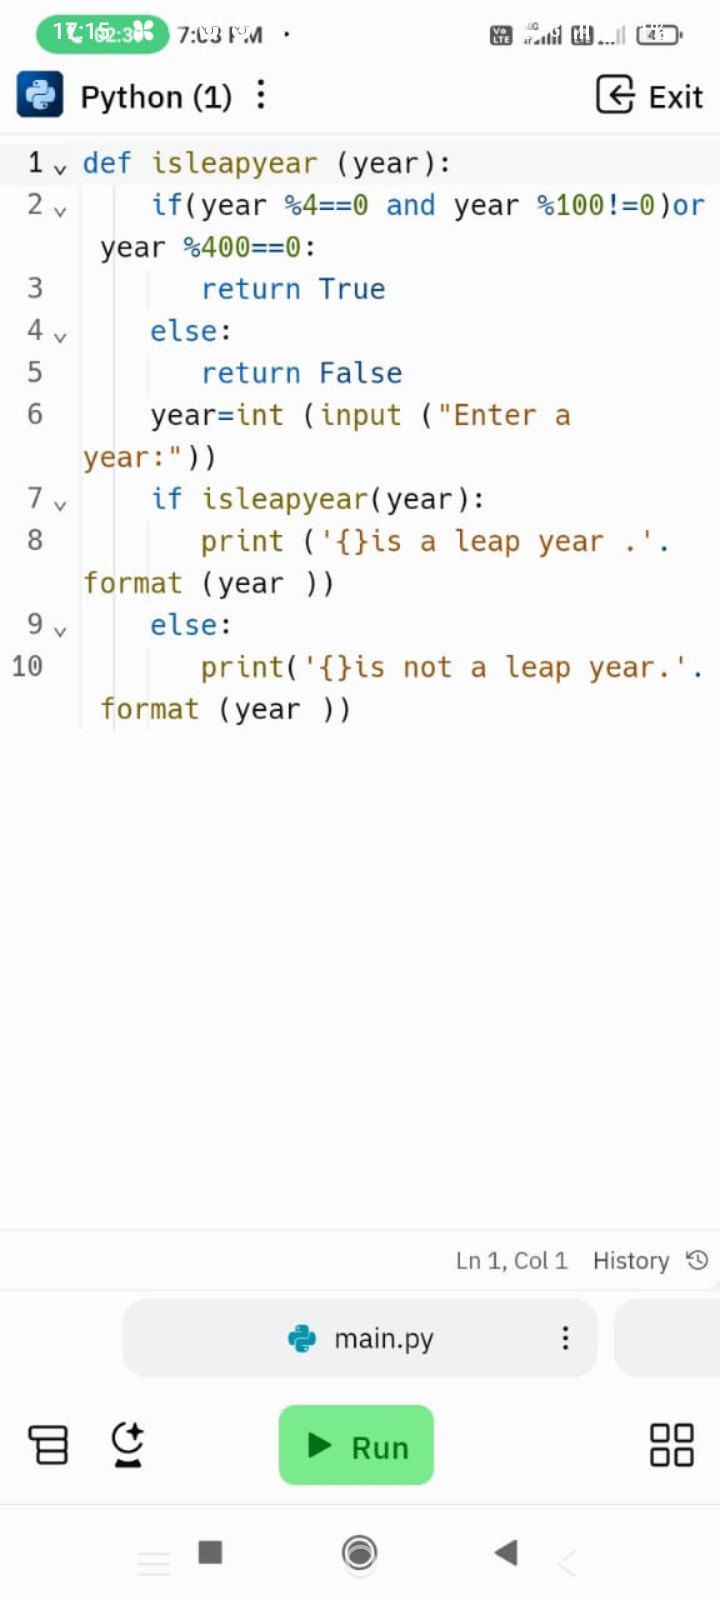 17:15
7:03 PM
Python (1)
Exit
1 def isleapyear (year):
2 if(year %4==0 and year %100!=0)or
year %400==0:
3 return True
4 else:
5 return False
6 year=int (input ("Enter a
year:"))
7 if isleapyear(year):
8 print ('{}is a leap year .'.
format (year ))
9 else:
10 print('{}is not a leap year.'.
format (year ))
Ln 1, Col 1 History
main.py
Run